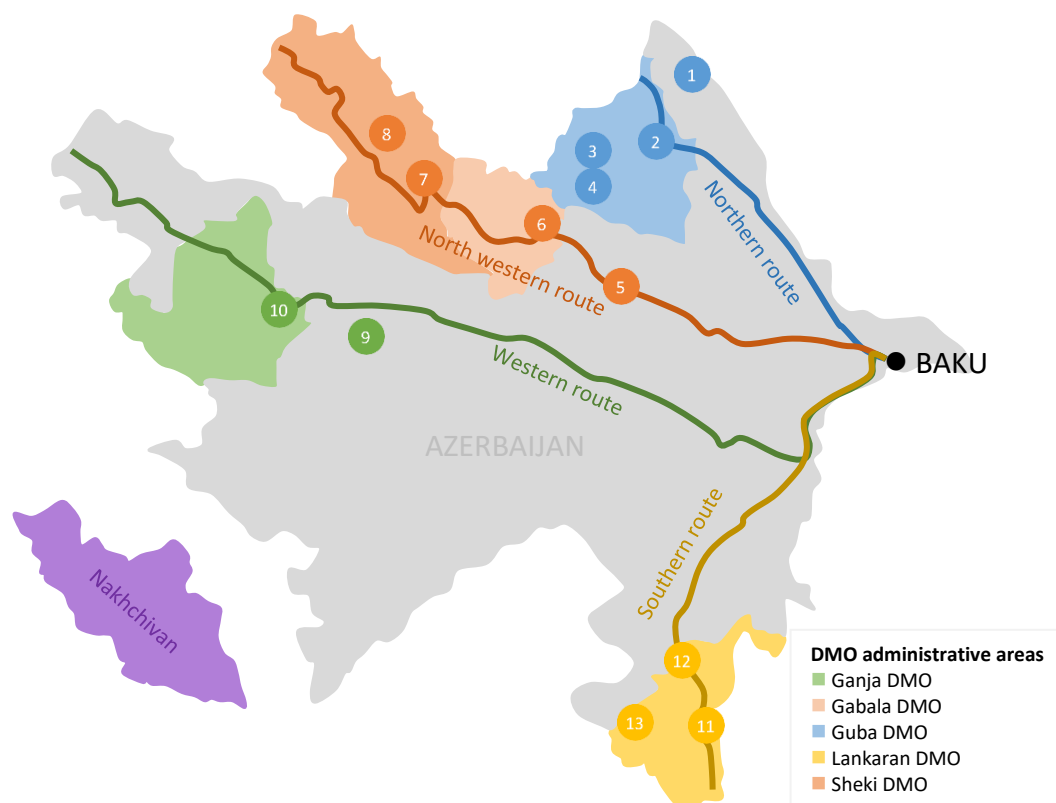 1
2
3
8
4
7
6
Northern route
North western route
5
10
9
BAKU
Western route
AZERBAIJAN
Southern route
Nakhchivan
12
13
11
DMO administrative areas
Ganja DMO
Gabala DMO
Guba DMO
Lankaran DMO
Sheki DMO